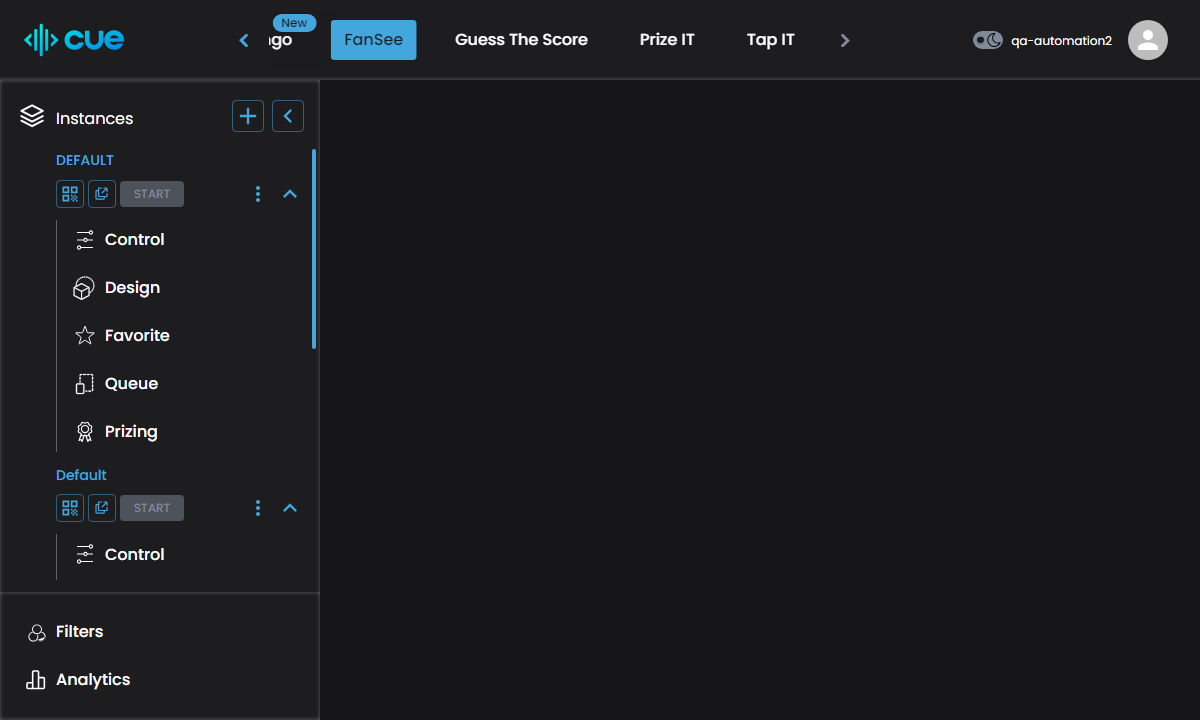 cue
New
FanSee
Guess The Score
Prize IT
Tap IT
qa-automation2
Instances
DEFAULT
START
Control
Design
Favorite
Queue
Prizing
Default
START
Control
Filters
Analytics